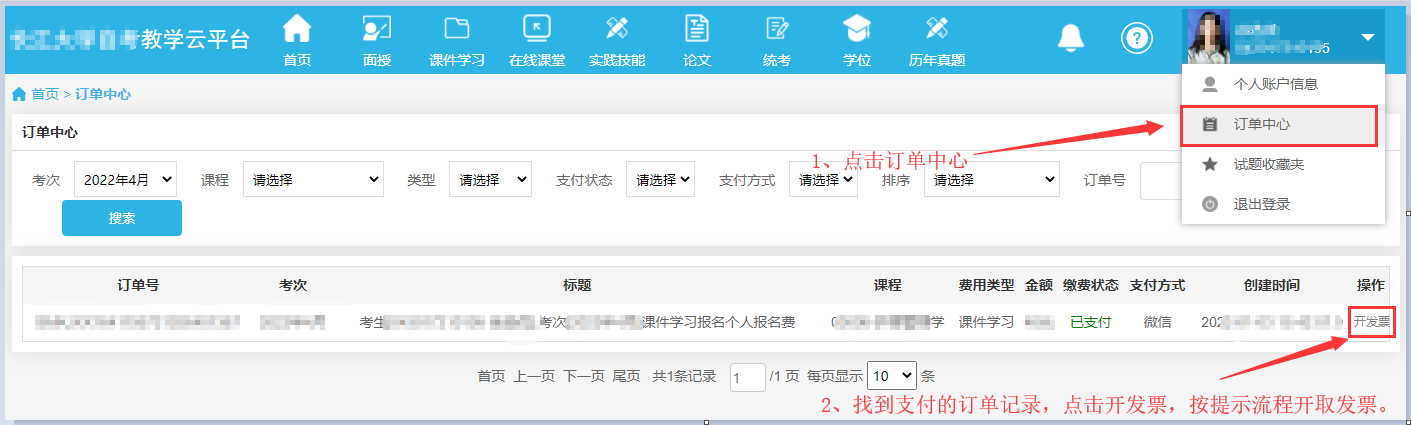 教学云平台
首页 面授 课件学习 在线课堂 实践技能 论文 统考 学位 历年真题
首页 > 订单中心
个人账户信息
订单中心
订单中心
试题收藏夹
退出登录
1、点击订单中心
考次 2022年4月 课程 请选择 类型 请选择 支付状态 请选择 支付方式 请选择 排序 请选择 订单号
搜索
订单号 考次 标题 课程 费用类型 金额 缴费状态 支付方式 创建时间 操作
考生 考次 课件学习报名个人报名费 学 课件学习 已支付 微信 202 开发票
首页 上一页 下一页 尾页 共1条记录 1 /1 页 每页显示 10 条
2、找到支付的订单记录，点击开发票，按提示流程开取发票。